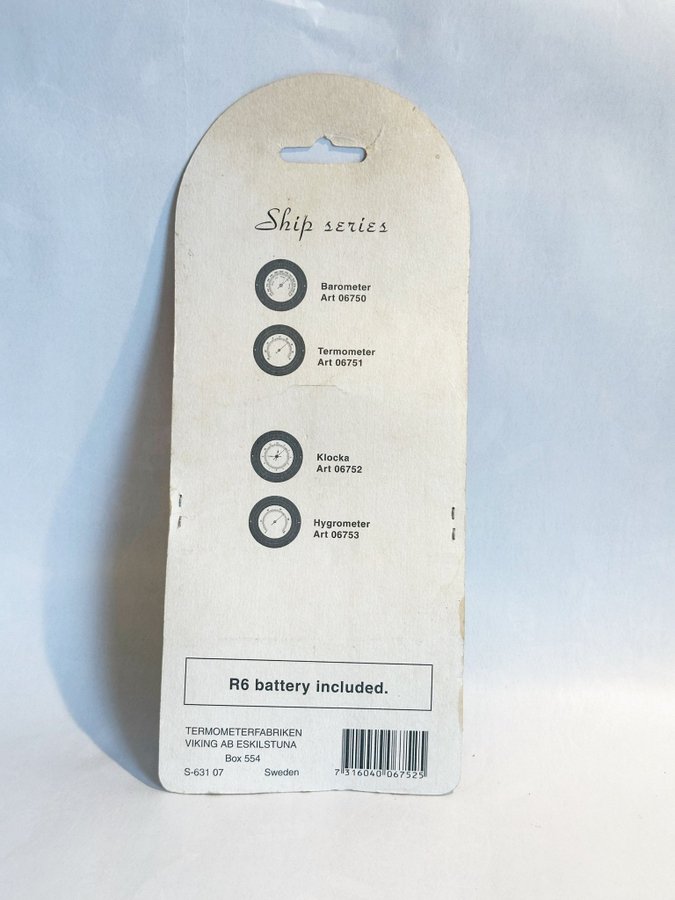 Ship series
Barometer
Art 06750
Termometer
Art 06751
Klocka
Art 06752
Hygrometer
Art 06753
R6 battery included.
TERMOMETERFABRIKEN
VIKING AB ESKILSTUNA
Box 554
S-631 07 Sweden
7 316040 067525